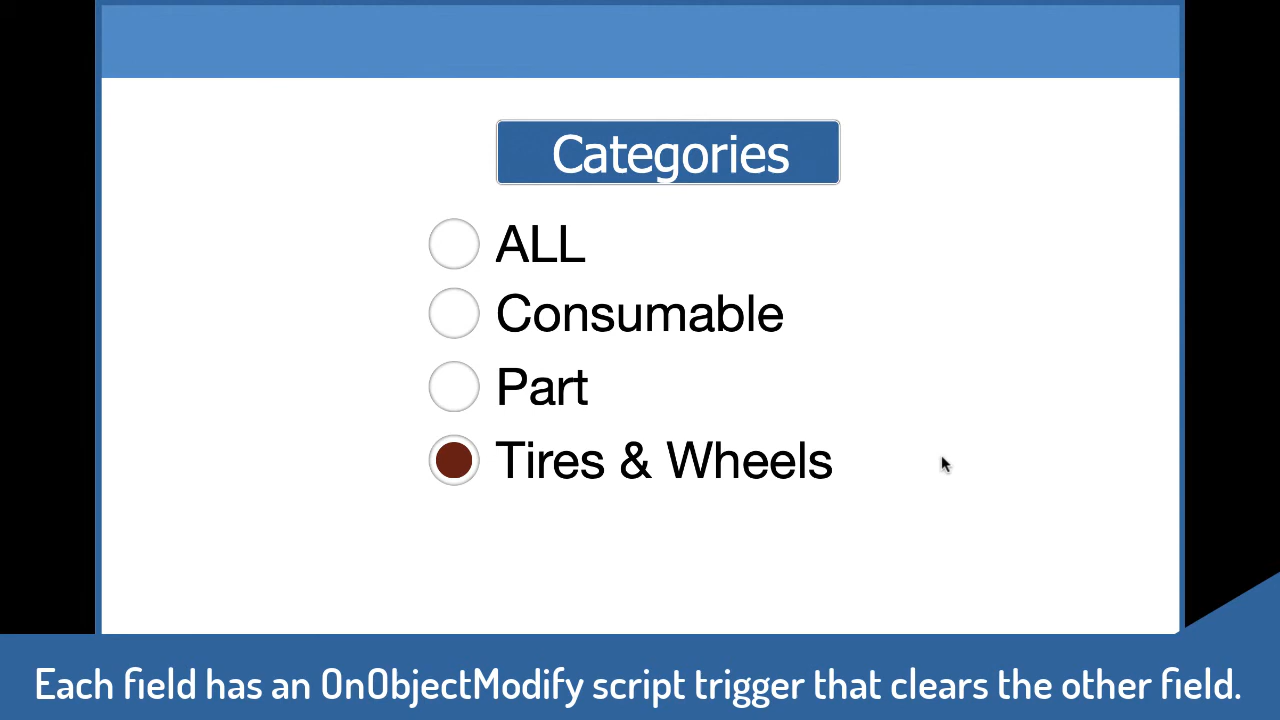 Categories
ALL
Consumable
Part
Tires & Wheels
Each field has an OnObjectModify script trigger that clears the other field.